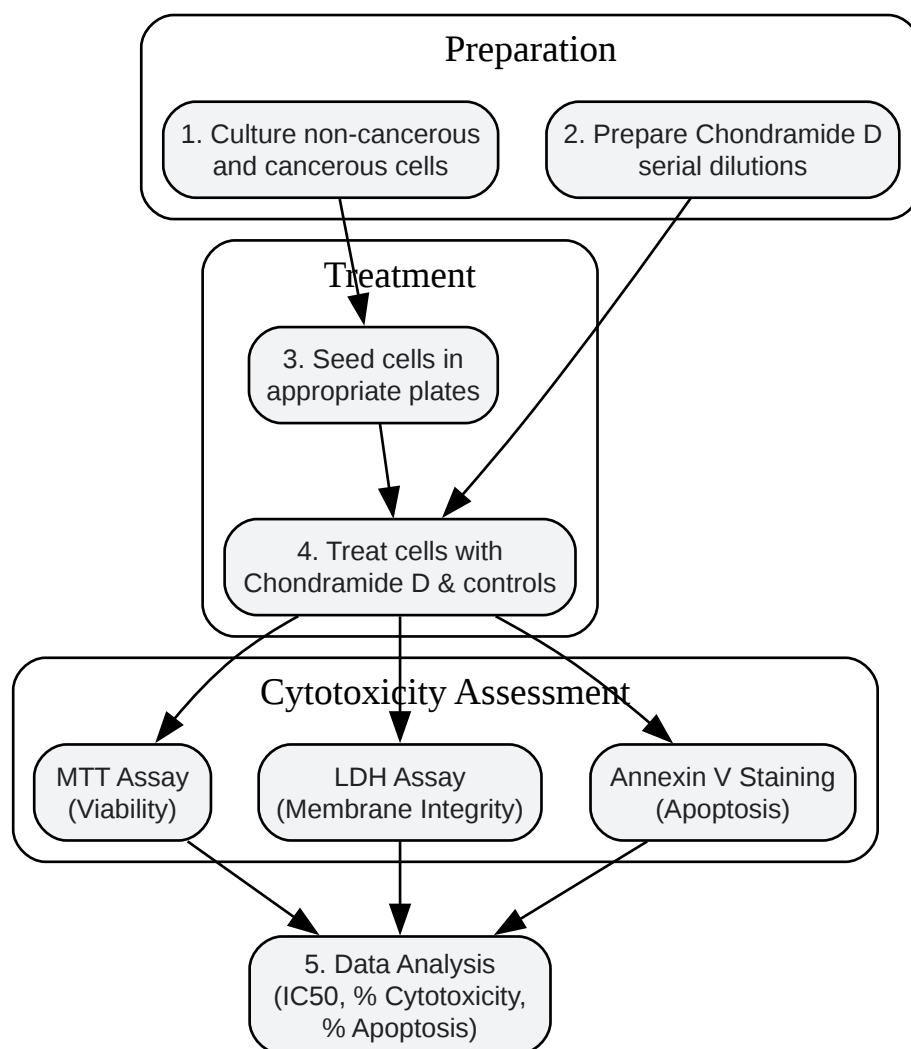 Preparation
1. Culture non-cancerous
and cancerous cells
2. Prepare Chondramide D
serial dilutions
Treatment
3. Seed cells in
appropriate plates
4. Treat cells with
Chondramide D & controls
Cytotoxicity Assessment
MTT Assay
(Viability)
LDH Assay
(Membrane Integrity)
Annexin V Staining
(Apoptosis)
5. Data Analysis
(IC50, % Cytotoxicity,
% Apoptosis)